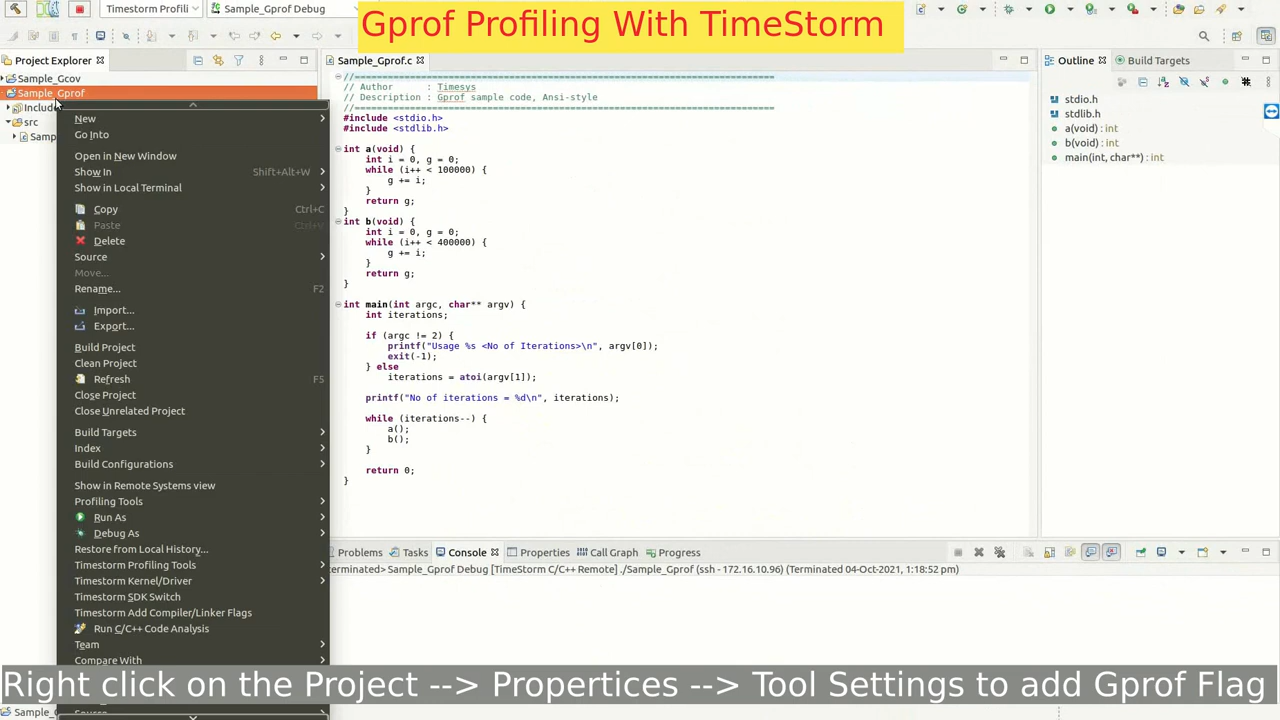 Timestorm Profili
Sample_Gprof Debug
Gprof Profiling With TimeStorm
Project Explorer
Sample_Gcov
Sample_Gprof
Include
src
Samp
New
Go Into
Open in New Window
Show In Shift+Alt+W
Show in Local Terminal
Copy Ctrl+C
Paste Ctrl+V
Delete
Source
Move...
Rename... F2
Import...
Export...
Build Project
Clean Project
Refresh F5
Close Project
Close Unrelated Project
Build Targets
Index
Build Configurations
Show in Remote Systems view
Profiling Tools
Run As
Debug As
Restore from Local History...
Timestorm Profiling Tools
Timestorm Kernel/Driver
Timestorm SDK Switch
Timestorm Add Compiler/Linker Flags
Run C/C++ Code Analysis
Team
Compare With
Sample_G
Sample_Gprof.c
//=============================================================================
// Author      : Timesys
// Description : Gprof sample code, Ansi-style
//=============================================================================
#include <stdio.h>
#include <stdlib.h>
int a(void) {
int i = 0, g = 0;
while (i++ < 100000) {
g += i;
}
return g;
}
int b(void) {
int i = 0, g = 0;
while (i++ < 400000) {
g += i;
}
return g;
}
int main(int argc, char** argv) {
int iterations;
if (argc != 2) {
printf("Usage %s <No of Iterations>\n", argv[0]);
exit(-1);
} else
iterations = atoi(argv[1]);
printf("No of iterations = %d\n", iterations);
while (iterations--) {
a();
b();
}
return 0;
}
Outline
Build Targets
stdio.h
stdlib.h
a(void) : int
b(void) : int
main(int, char**) : int
Problems Tasks Console Properties Call Graph Progress
erminated> Sample_Gprof Debug [TimeStorm C/C++ Remote] ./Sample_Gprof (ssh - 172.16.10.96) (Terminated 04-Oct-2021, 1:18:52 pm)
Right click on the Project --> Propertices --> Tool Settings to add Gprof Flag